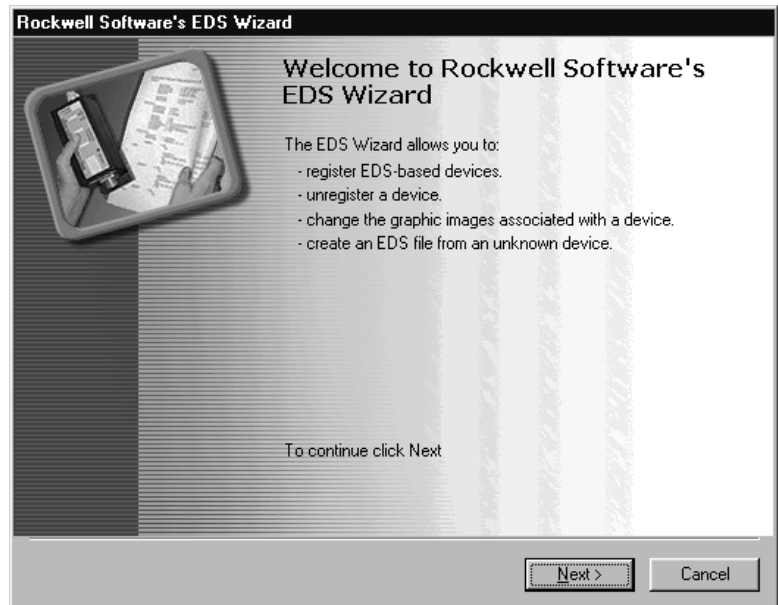 Rockwell Software's EDS Wizard
Welcome to Rockwell Software's
EDS Wizard
The EDS Wizard allows you to:
- register EDS-based devices.
- unregister a device.
- change the graphic images associated with a device.
- create an EDS file from an unknown device.
To continue click Next
Next >
Cancel